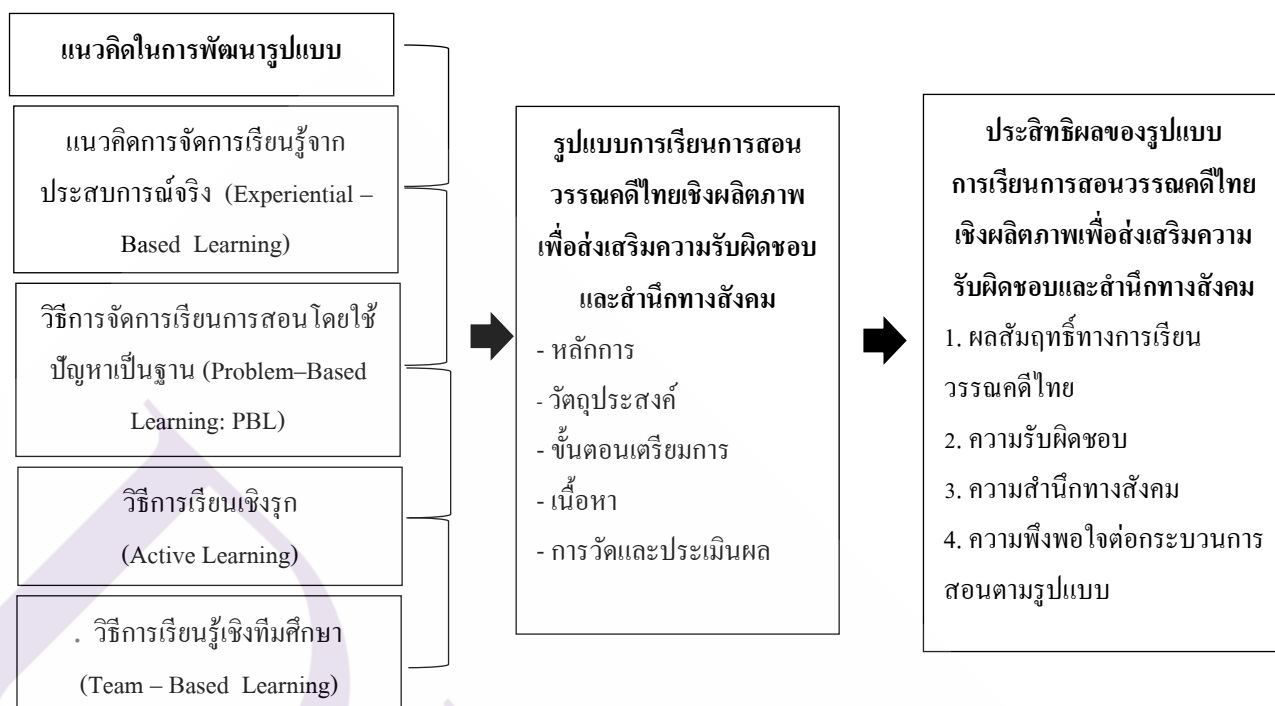 แนวคิดในการพัฒนารูปแบบ
แนวคิดการจัดการเรียนรู้จาก
ประสบการณ์จริง (Experiential –
Based Learning)
วิธีการจัดการเรียนการสอนโดยใช้
ปัญหาเป็นฐาน (Problem–Based
Learning: PBL)
วิธีการเรียนเชิงรุก
(Active Learning)
. วิธีการเรียนรู้เชิงทีมศึกษา
(Team – Based Learning)
รูปแบบการเรียนการสอน
วรรณคดีไทยเชิงผลิตภาพ
เพื่อส่งเสริมความรับผิดชอบ
และสำนึกทางสังคม
- หลักการ
- วัตถุประสงค์
- ขั้นตอนเตรียมการ
- เนื้อหา
- การวัดและประเมินผล
ประสิทธิผลของรูปแบบ
การเรียนการสอนวรรณคดีไทย
เชิงผลิตภาพเพื่อส่งเสริมความ
รับผิดชอบและสำนึกทางสังคม
1. ผลสัมฤทธิ์ทางการเรียน
วรรณคดีไทย
2. ความรับผิดชอบ
3. ความสำนึกทางสังคม
4. ความพึงพอใจต่อกระบวนการ
สอนตามรูปแบบ